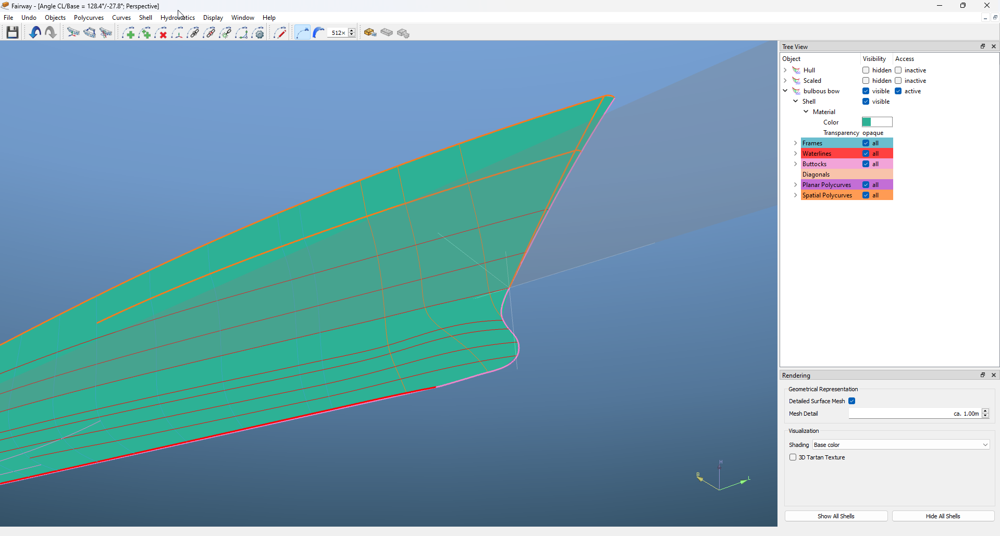 Fairway - [Angle CL/Base = 128.4°/-27.8°; Perspective]
File Undo Objects Polycurves Curves Shell Display Window Help
512×
Tree View
Object Visibility Access
Hull hidden inactive
Scaled hidden inactive
bulbous bow visible active
Shell visible
Material
Color
Transparency opaque
Frames all
Waterlines all
Buttocks all
Diagonals
Planar Polycurves all
Spatial Polycurves all
Rendering
Geometrical Representation
Detailed Surface Mesh
Mesh Detail ca. 1.00m
Visualization
Shading Base color
3D Tartan Texture
H
B
L
Show All Shells Hide All Shells